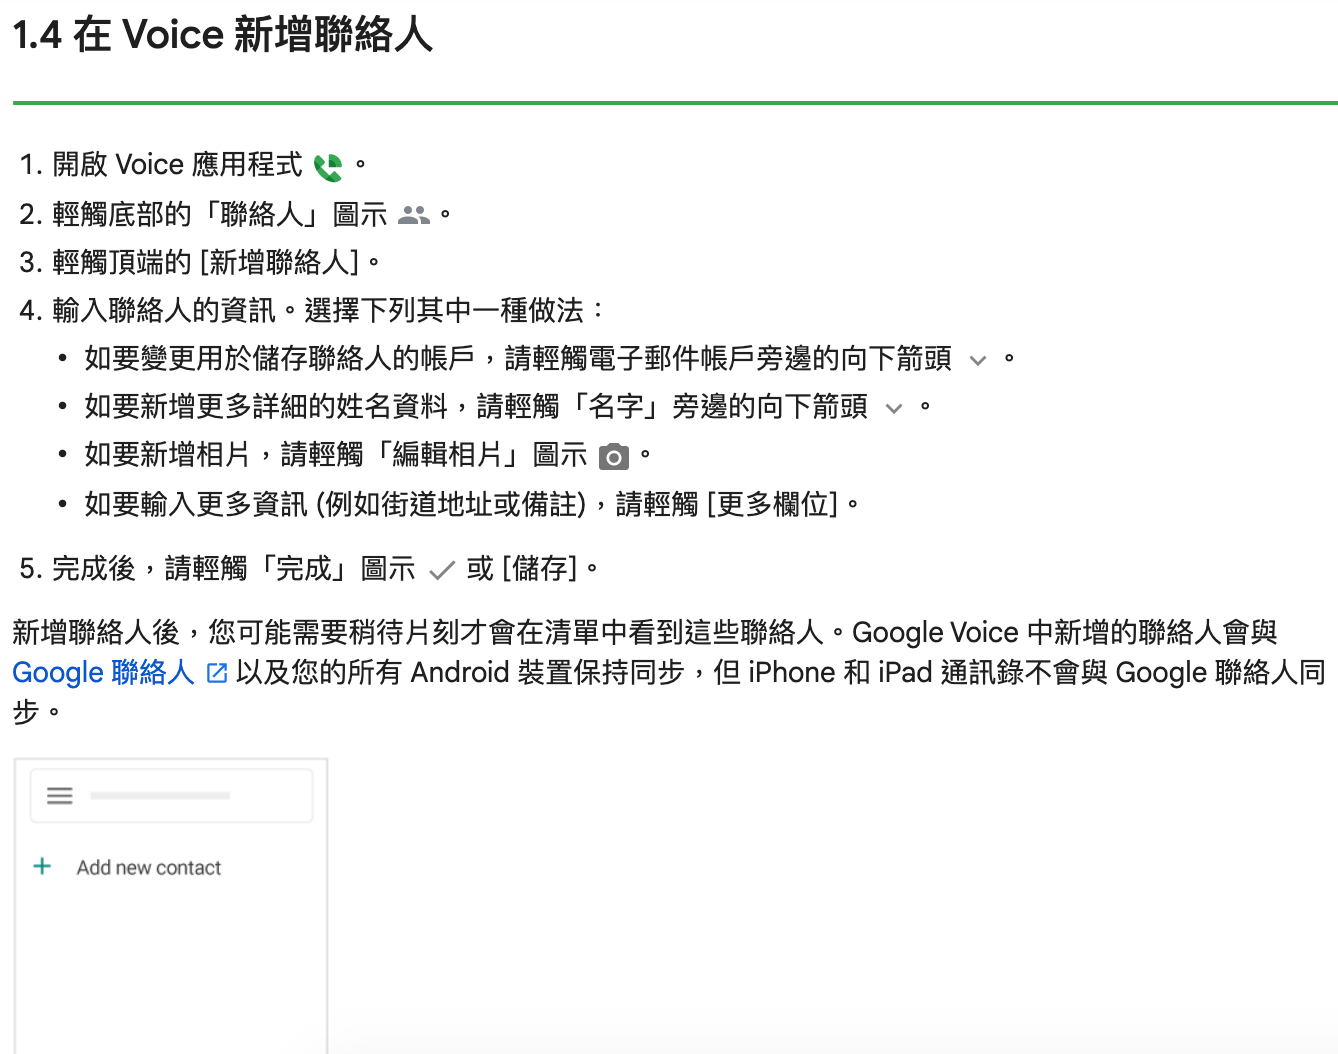 1.4 在 Voice 新增聯絡人
1. 開啟 Voice 應用程式 。
2. 輕觸底部的「聯絡人」圖示 。
3. 輕觸頂端的 [新增聯絡人]。
4. 輸入聯絡人的資訊。選擇下列其中一種做法：
• 如要變更用於儲存聯絡人的帳戶，請輕觸電子郵件帳戶旁邊的向下箭頭 。
• 如要新增更多詳細的姓名資料，請輕觸「名字」旁邊的向下箭頭 。
• 如要新增相片，請輕觸「編輯相片」圖示 。
• 如要輸入更多資訊 (例如街道地址或備註)，請輕觸 [更多欄位]。
5. 完成後，請輕觸「完成」圖示 或 [儲存]。
新增聯絡人後，您可能需要稍待片刻才會在清單中看到這些聯絡人。Google Voice 中新增的聯絡人會與
Google 聯絡人 以及您的所有 Android 裝置保持同步，但 iPhone 和 iPad 通訊錄不會與 Google 聯絡人同
步。
Add new contact